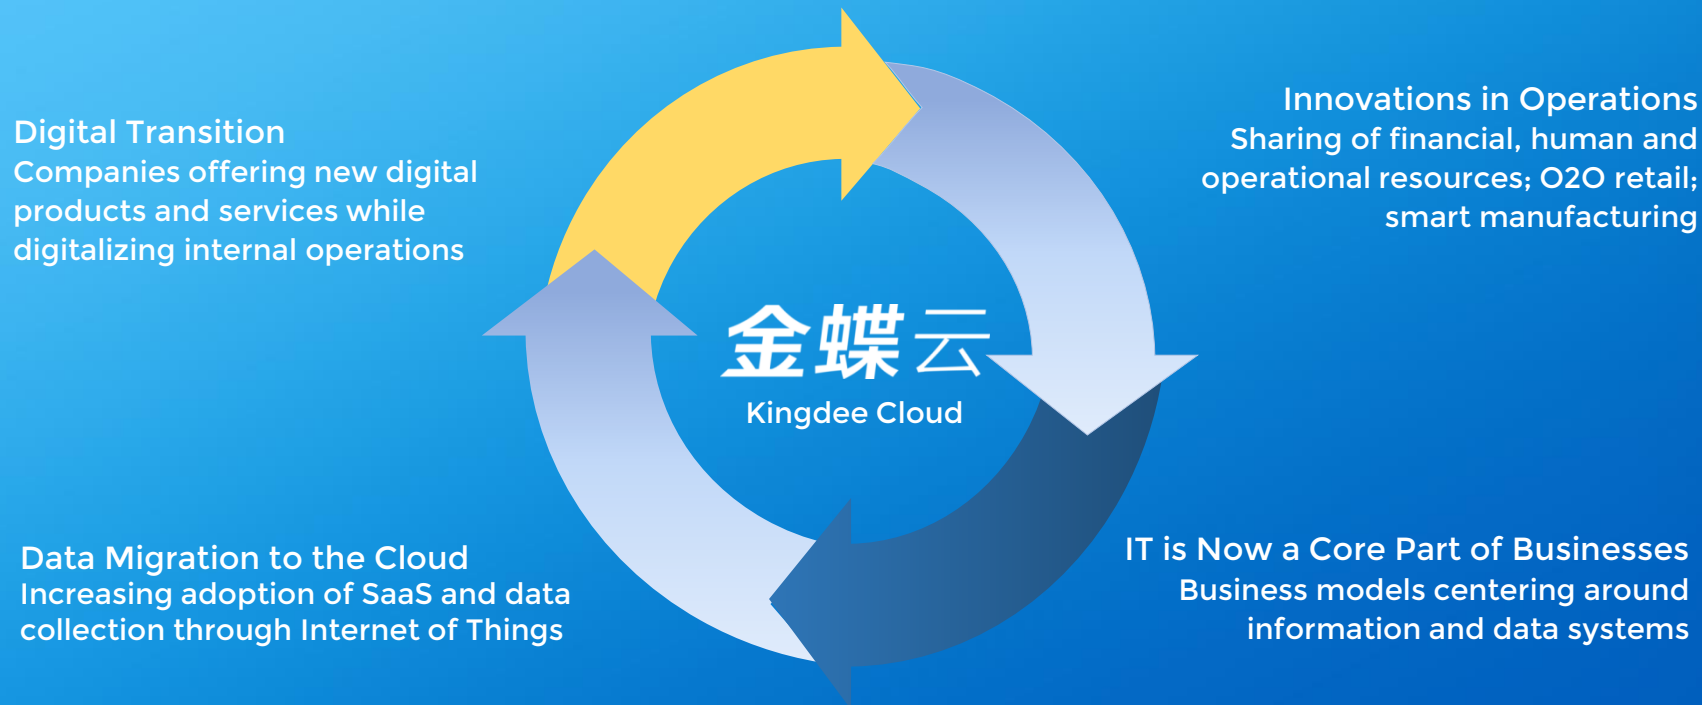 Digital Transition
Companies offering new digital
products and services while
digitalizing internal operations
Innovations in Operations
Sharing of financial, human and
operational resources; O2O retail;
smart manufacturing
金蝶云
Kingdee Cloud
Data Migration to the Cloud
Increasing adoption of SaaS and data
collection through Internet of Things
IT is Now a Core Part of Businesses
Business models centering around
information and data systems